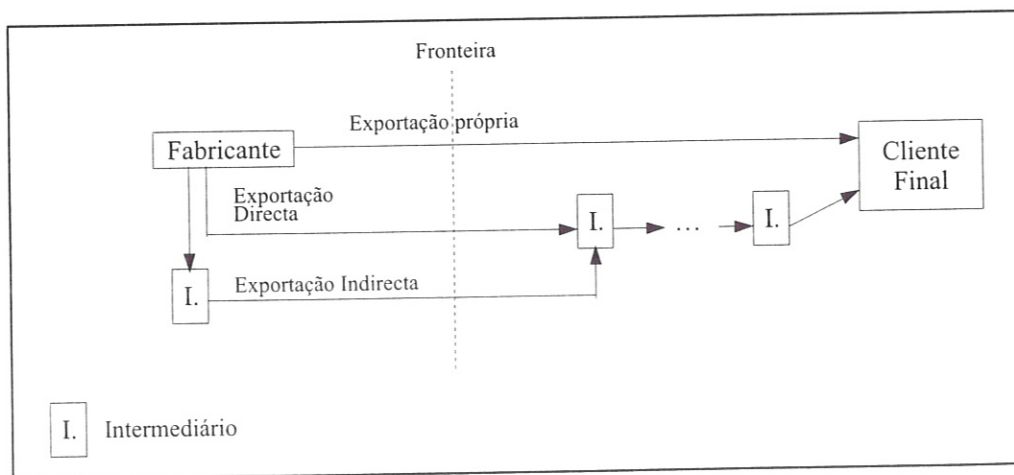 Fronteira
Exportação própria
Fabricante
Cliente
Final
Exportação
Directa
I.
...
I.
I.
Exportação Indirecta
I.
Intermediário